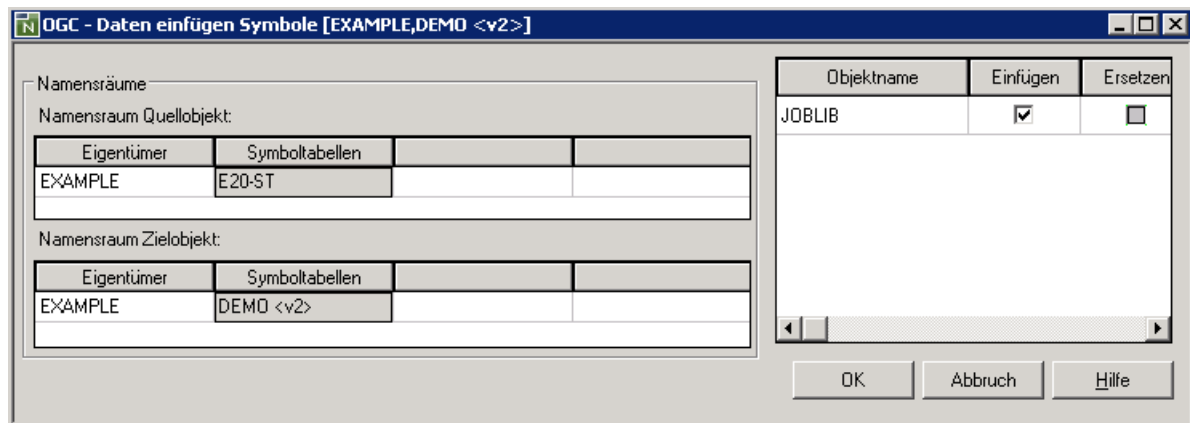 OGC - Daten einfügen Symbole [EXAMPLE,DEMO <v2>]
Namensräume
Namensraum Quellobjekt:
Eigentümer Symboltabellen
EXAMPLE E20-ST
Namensraum Zielobjekt:
Eigentümer Symboltabellen
EXAMPLE DEMO <v2>
Objektname Einfügen Ersetzen
JOBLIB
OK Abbruch Hilfe